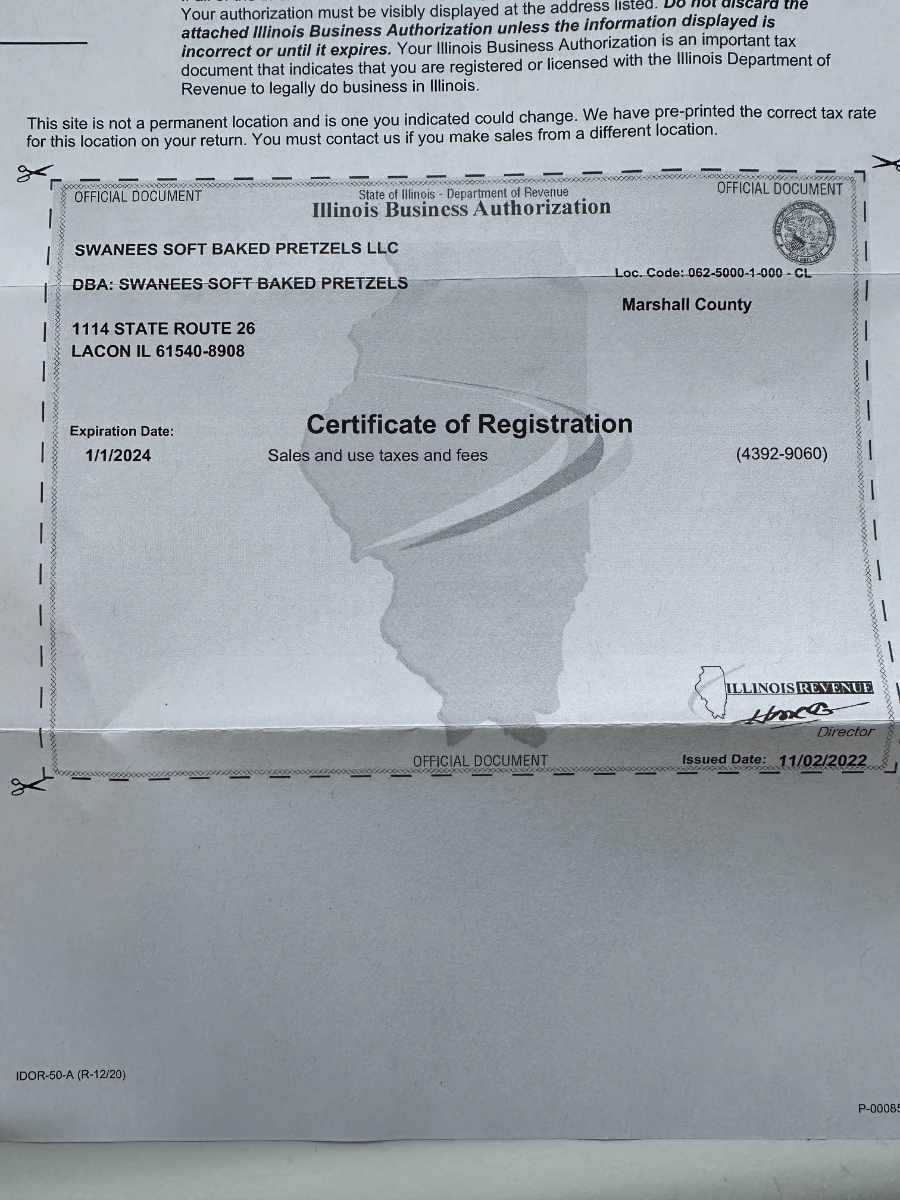 Your authorization must be visibly displayed at the address listed. Do not discard the
attached Illinois Business Authorization unless the information displayed is
incorrect or until it expires. Your Illinois Business Authorization is an important tax
document that indicates that you are registered or licensed with the Illinois Department of
Revenue to legally do business in Illinois.
This site is not a permanent location and is one you indicated could change. We have pre-printed the correct tax rate
for this location on your return. You must contact us if you make sales from a different location.
OFFICIAL DOCUMENT
State of Illinois - Department of Revenue
OFFICIAL DOCUMENT
Illinois Business Authorization
SWANEES SOFT BAKED PRETZELS LLC
Loc. Code: 062-5000-1-000 - CL
DBA: SWANEES SOFT BAKED PRETZELS
Marshall County
1114 STATE ROUTE 26
LACON IL 61540-8908
Certificate of Registration
Expiration Date:
1/1/2024
Sales and use taxes and fees
(4392-9060)
ILLINOIS REVENUE
Director
OFFICIAL DOCUMENT
Issued Date: 11/02/2022
IDOR-50-A (R-12/20)
P-00085